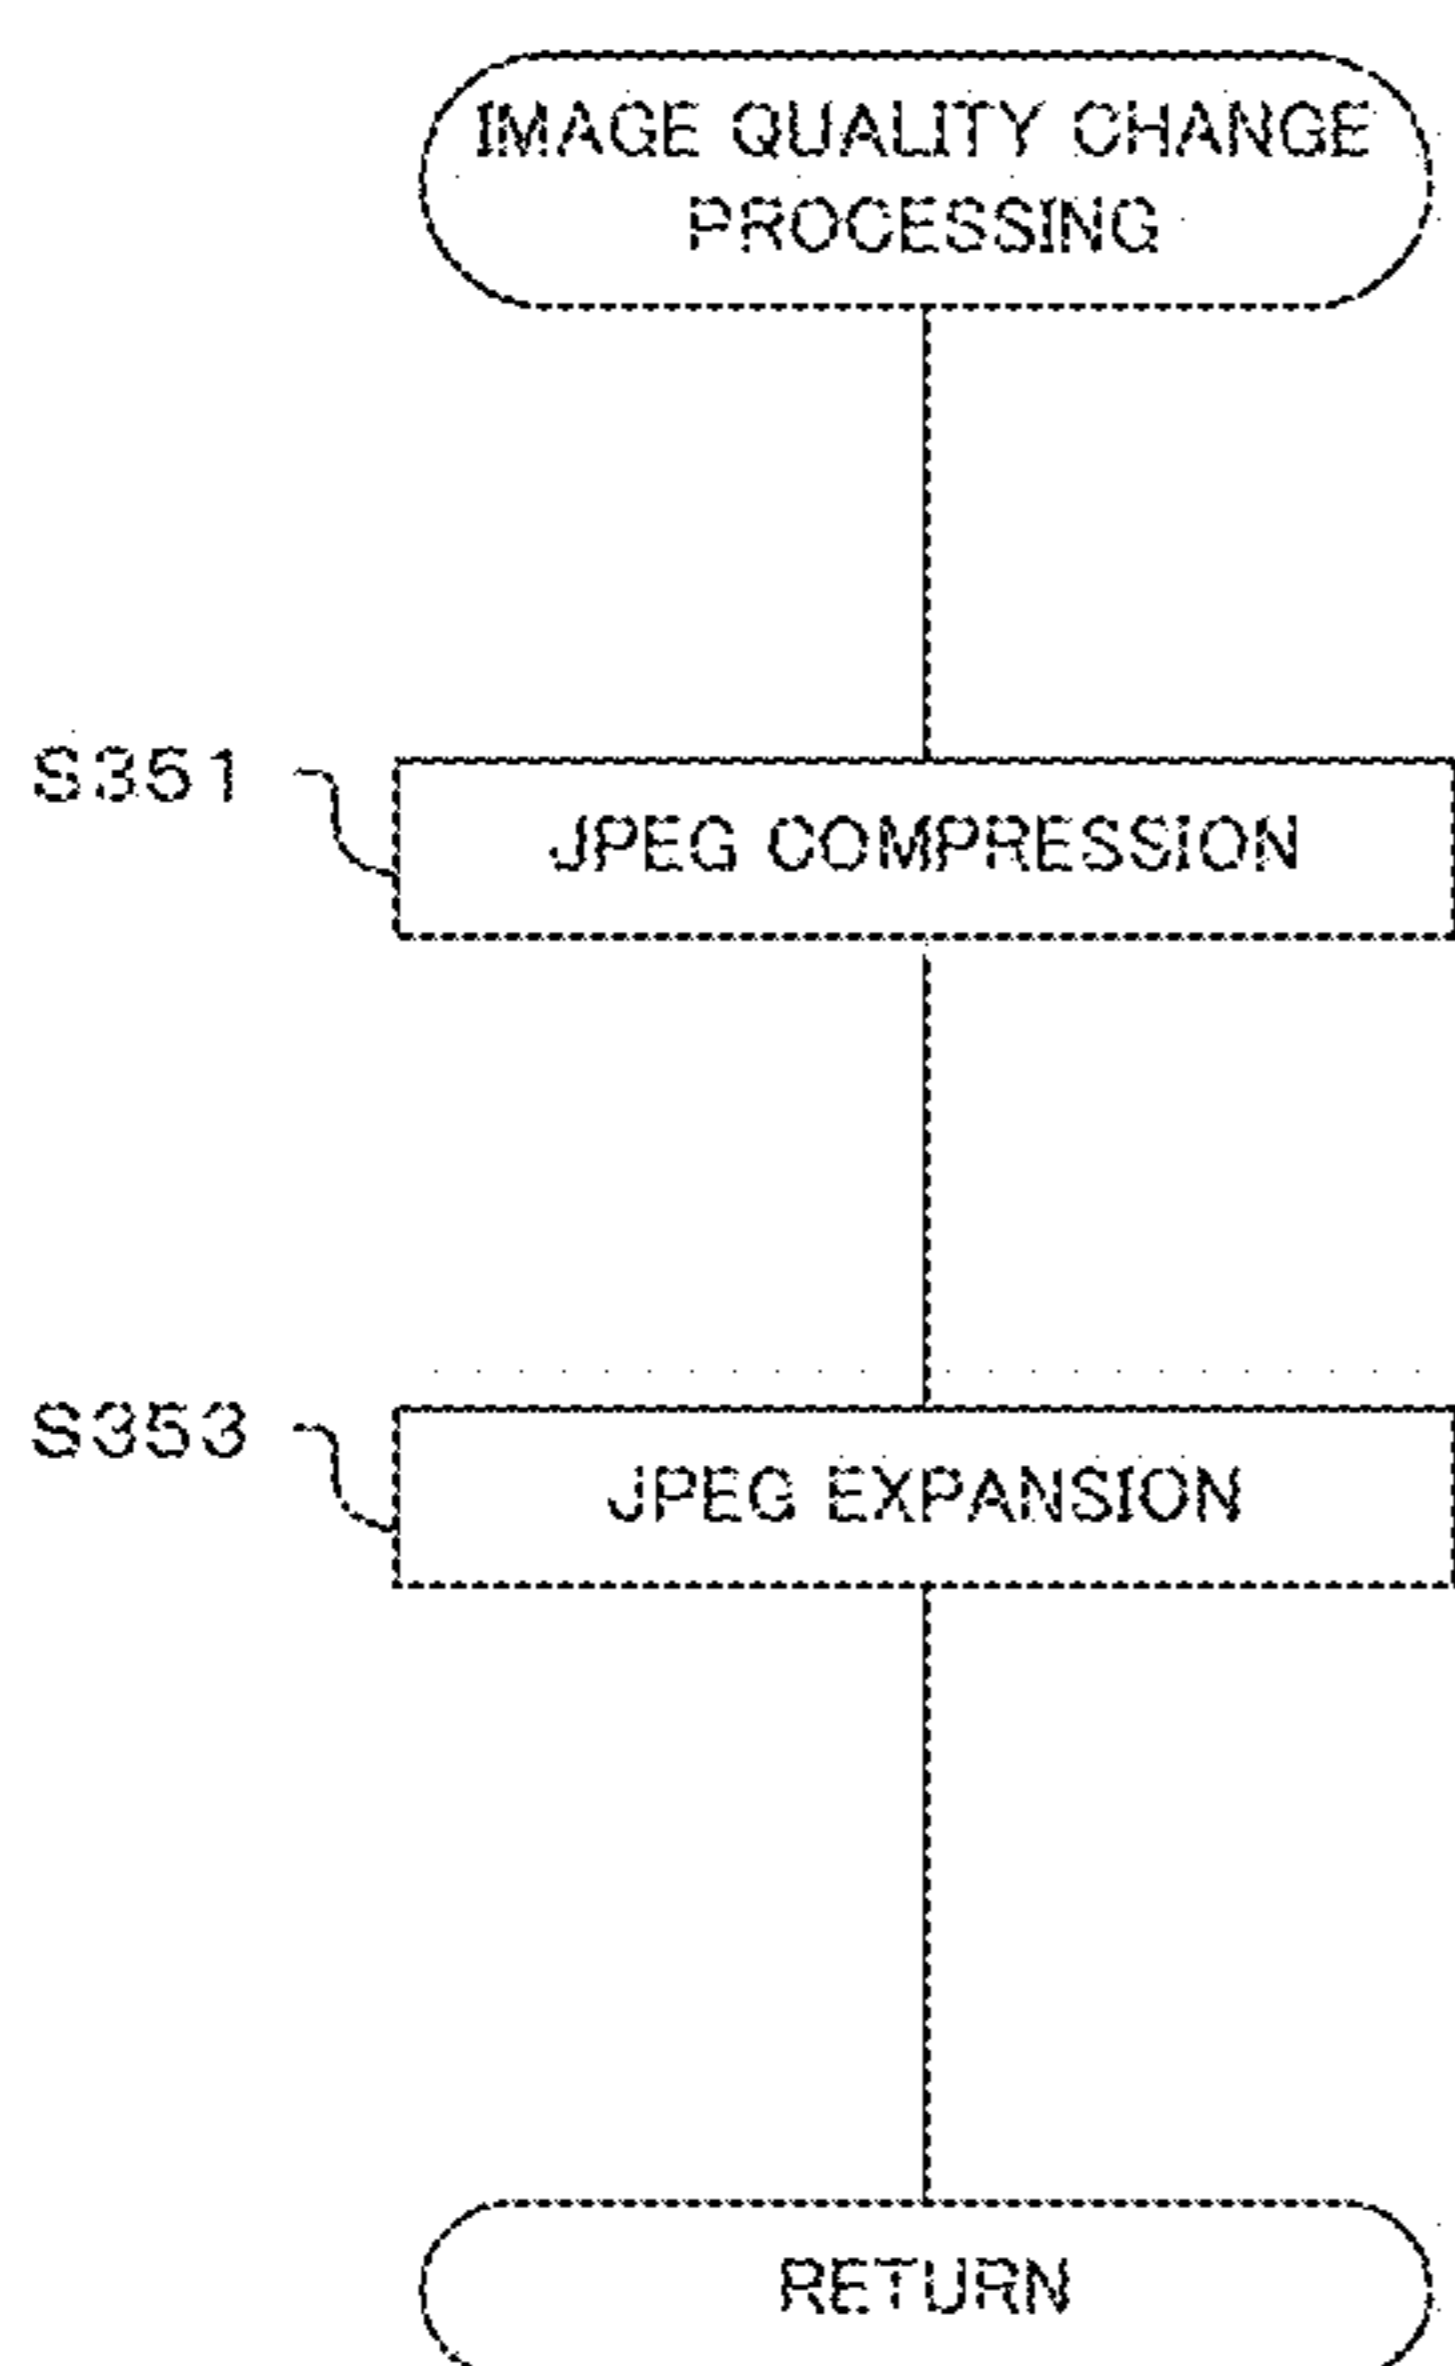 IMAGE QUALITY CHANGE
PROCESSING
S351
JPEG COMPRESSION
S353
JPEG EXPANSION
RETURN